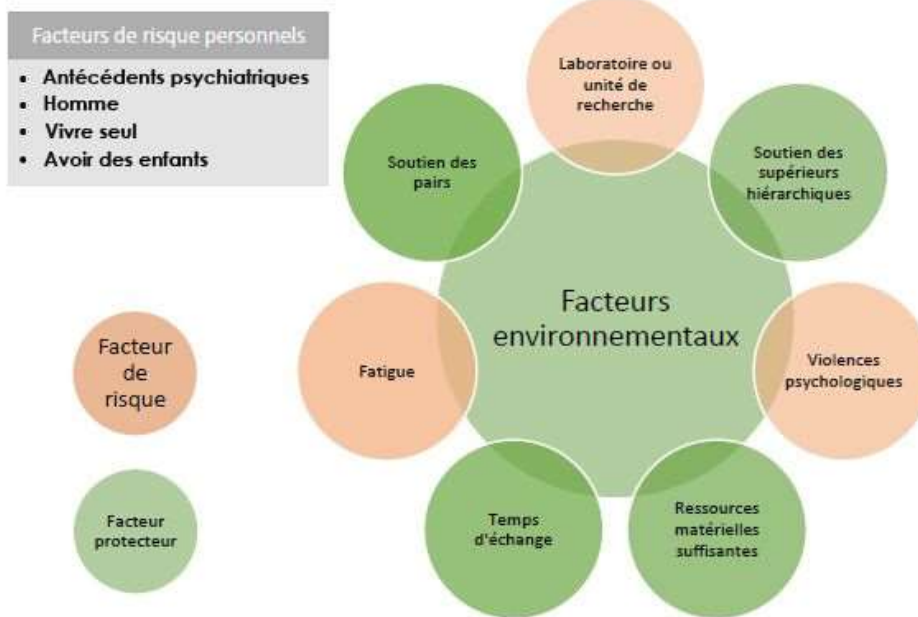 Facteurs de risque personnels
• Antécédents psychiatriques
• Homme
• Vivre seul
• Avoir des enfants
Laboratoire ou
unité de
recherche
Soutien des
pairs
Soutien des
supérieurs
hiérarchiques
Facteurs
environnementaux
Facteur
de
risque
Fatigue
Violences
psychologiques
Facteur
protecteur
Temps
d'échange
Ressources
matérielles
suffisantes